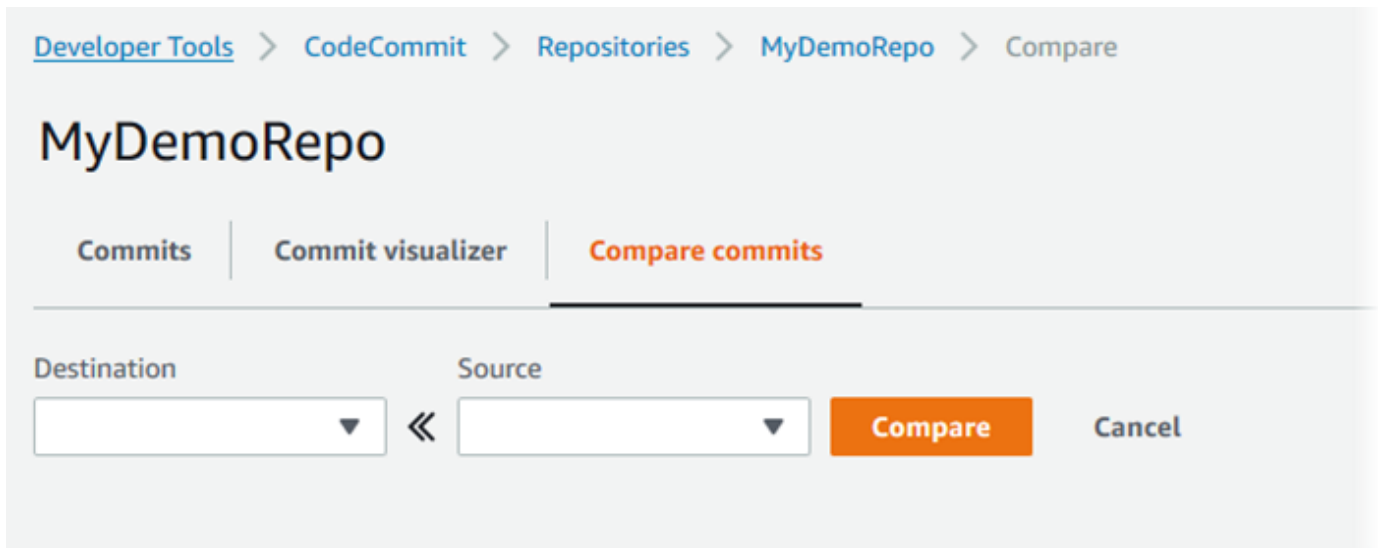 Developer Tools > CodeCommit > Repositories > MyDemoRepo > Compare
MyDemoRepo
Commits Commit visualizer Compare commits
Destination Source
« Compare Cancel